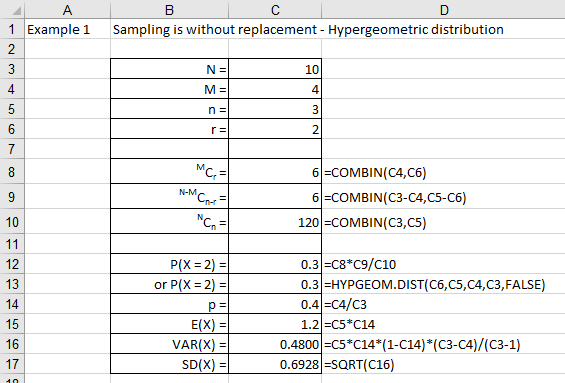 A B C D
1 Example 1 Sampling is without replacement - Hypergeometric distribution
2
3 N = 10
4 M = 4
5 n = 3
6 r = 2
7
8 ᴹCᵣ = 6 =COMBIN(C4,C6)
9 ᴺ⁻ᴹCₙ₋ᵣ = 6 =COMBIN(C3-C4,C5-C6)
10 ᴺCₙ = 120 =COMBIN(C3,C5)
11
12 P(X = 2) = 0.3 =C8*C9/C10
13 or P(X = 2) = 0.3 =HYPGEOM.DIST(C6,C5,C4,C3,FALSE)
14 p = 0.4 =C4/C3
15 E(X) = 1.2 =C5*C14
16 VAR(X) = 0.4800 =C5*C14*(1-C14)*(C3-C4)/(C3-1)
17 SD(X) = 0.6928 =SQRT(C16)